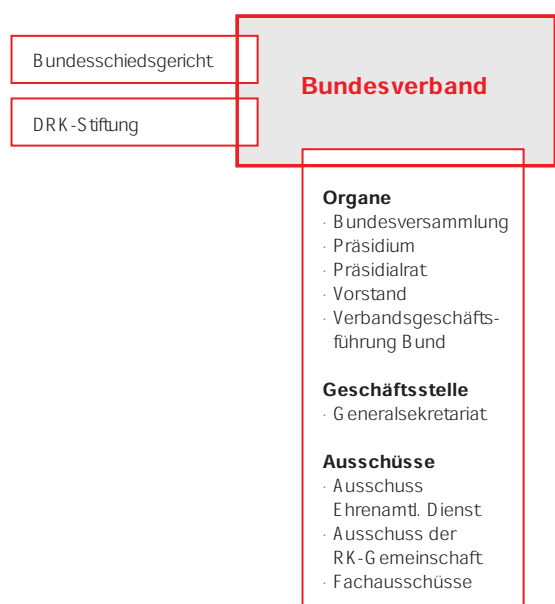 Bundesschiedsgericht
DRK-Stiftung
Bundesverband
Organe
· Bundesversammlung
· Präsidium
· Präsidialrat
· Vorstand
· Verbandsgeschäfts-
führung Bund
Geschäftsstelle
· Generalsekretariat
Ausschüsse
· Ausschuss
Ehrenamtl. Dienst
· Ausschuss der
RK-Gemeinschaft
· Fachausschüsse